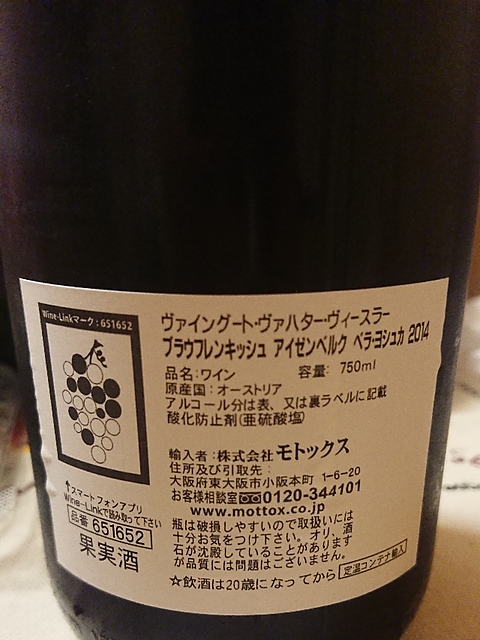 Wine-Linkマーク:651652
ヴァイングート・ヴァハター・ヴィースラー
ブラウフレンキッシュ アイゼンベルク ベラ・ヨシュカ 2014
品名:ワイン 容量: 750ml
原産国:オーストリア
アルコール分は表、又は裏ラベルに記載
酸化防止剤(亜硫酸塩)
輸入者:株式会社モトックス
住所及び引取先:
大阪府東大阪市小阪本町 1-6-20
お客様相談室 0120-344101
www.mottox.co.jp
瓶は破損しやすいので取扱いには
十分お気をつけ下さい。オリ、酒
石が沈殿していることがあります
が品質には問題はございません。
☆飲酒は20歳になってから 定温コンテナ輸入
↑スマートフォンアプリ
Wine-Linkで読み取って下さい
品番 651652
果実酒